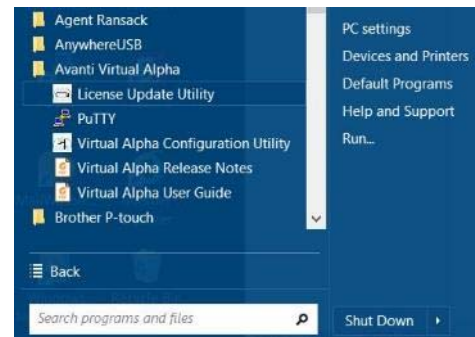 Agent Ransack
AnywhereUSB
Avanti Virtual Alpha
License Update Utility
PuTTY
Virtual Alpha Configuration Utility
Virtual Alpha Release Notes
Virtual Alpha User Guide
Brother P-touch
Back
Search programs and files
PC settings
Devices and Printers
Default Programs
Help and Support
Run...
Shut Down